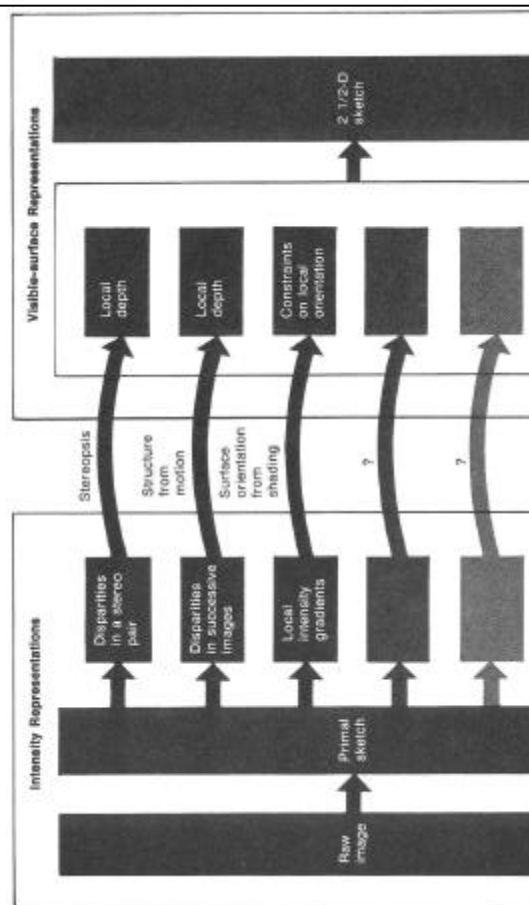 Visible-surface Representations
Local
depth
Local
depth
Constraints
on local
orientation
2 1/2-D
sketch
Stereopsis
Structure
from
motion
Surface
orientation
from
shading
?
?
Intensity Representations
Raw
image
Primal
sketch
Disparities
in a stereo
pair
Disparities
in successive
images
Local
intensity
gradients